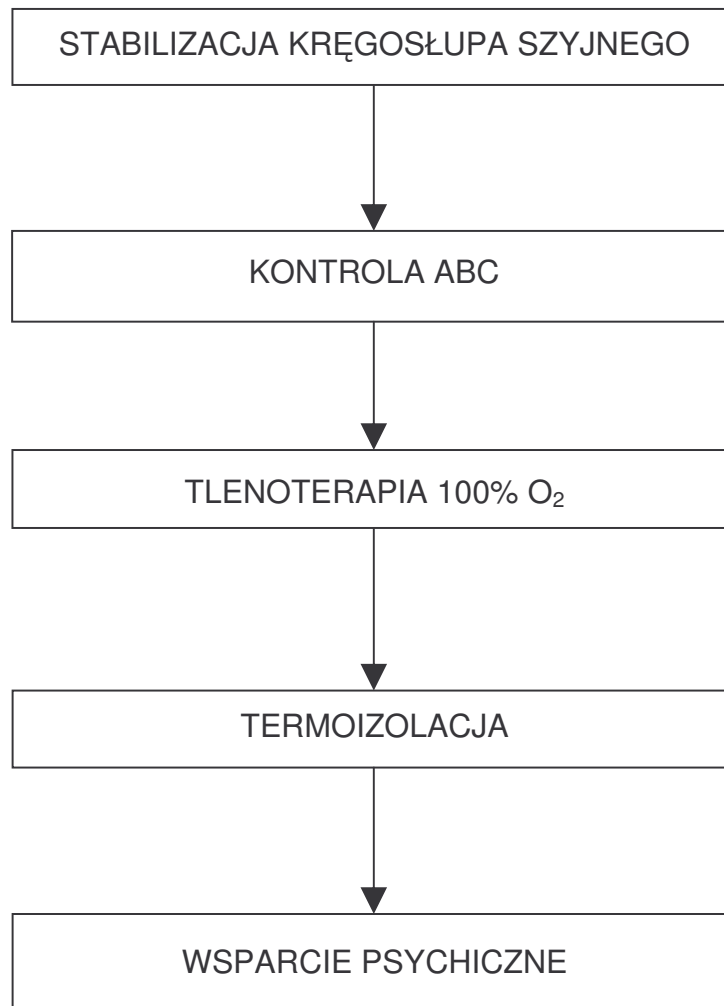 STABILIZACJA KRĘGOSŁUPA SZYJNEGO
KONTROLA ABC
TLENOTERAPIA 100% O₂
TERMOIZOLACJA
WSPARCIE PSYCHICZNE